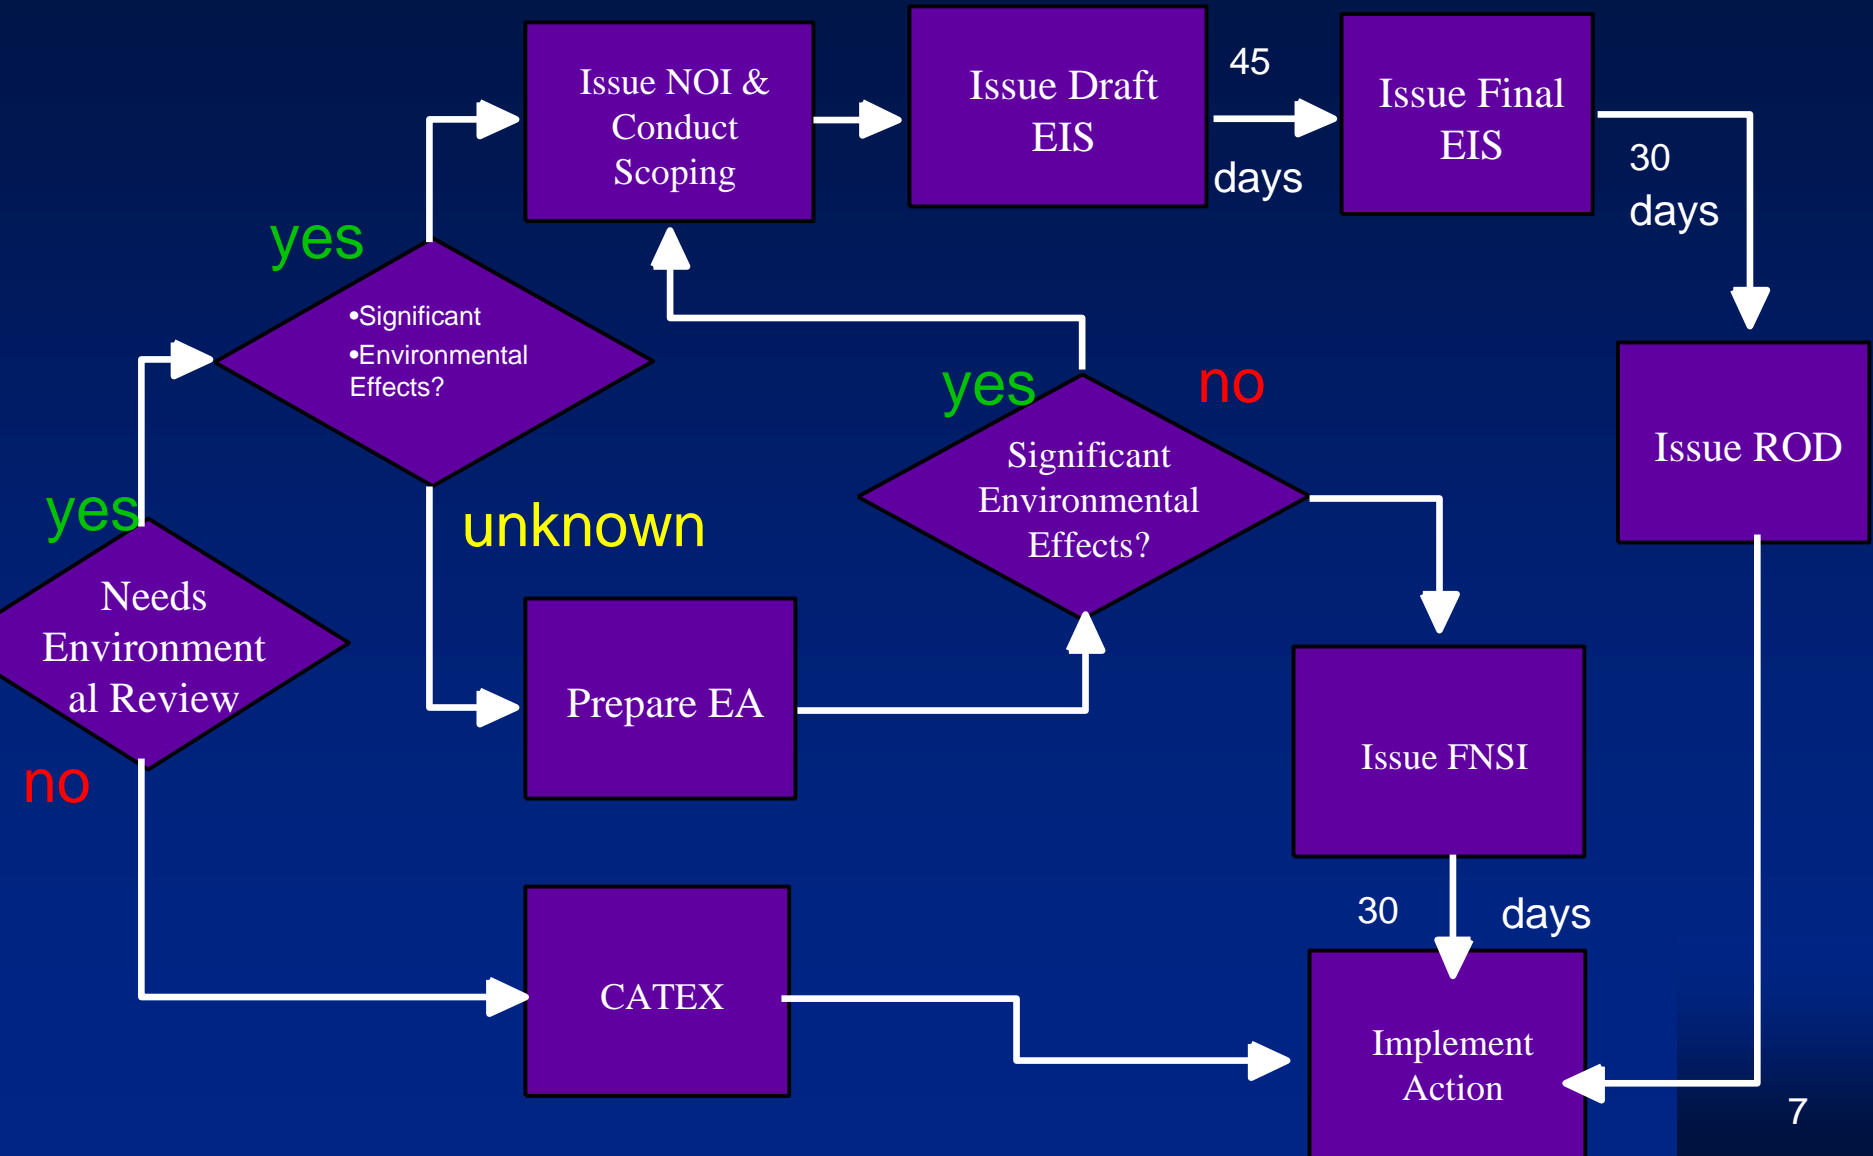 Issue NOI &
Conduct
Scoping
Issue Draft
EIS
45
days
Issue Final
EIS
30
days
yes
•Significant
•Environmental
Effects?
yes
no
Significant
Environmental
Effects?
Issue ROD
yes
unknown
Needs
Environment
al Review
Prepare EA
no
Issue FNSI
30
days
CATEX
Implement
Action
7